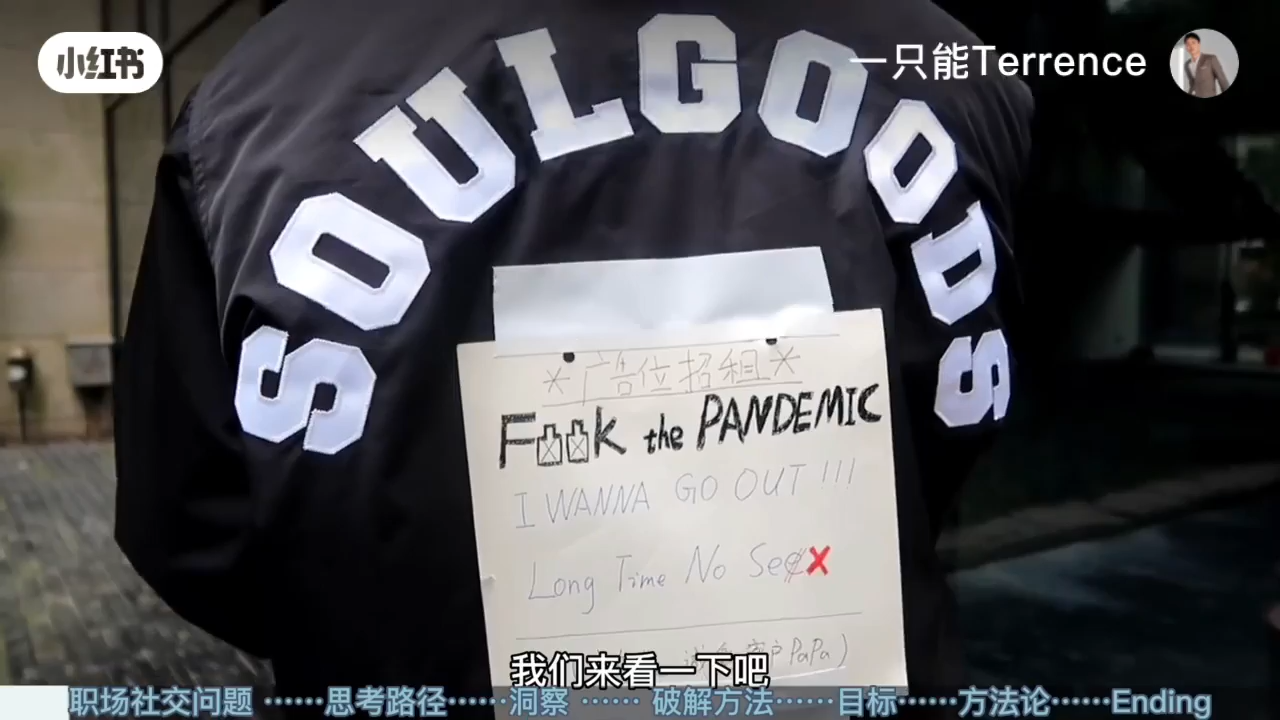 小红书
一只能Terrence
SOULGOODS
*广告位招租*
F**k the PANDEMIC
I WANNA GO OUT !!!
Long Time No See❌
PaPa)
我们来看一下吧
职场社交问题 ······思考路径······洞察 ······ 破解方法······目标······方法论······Ending